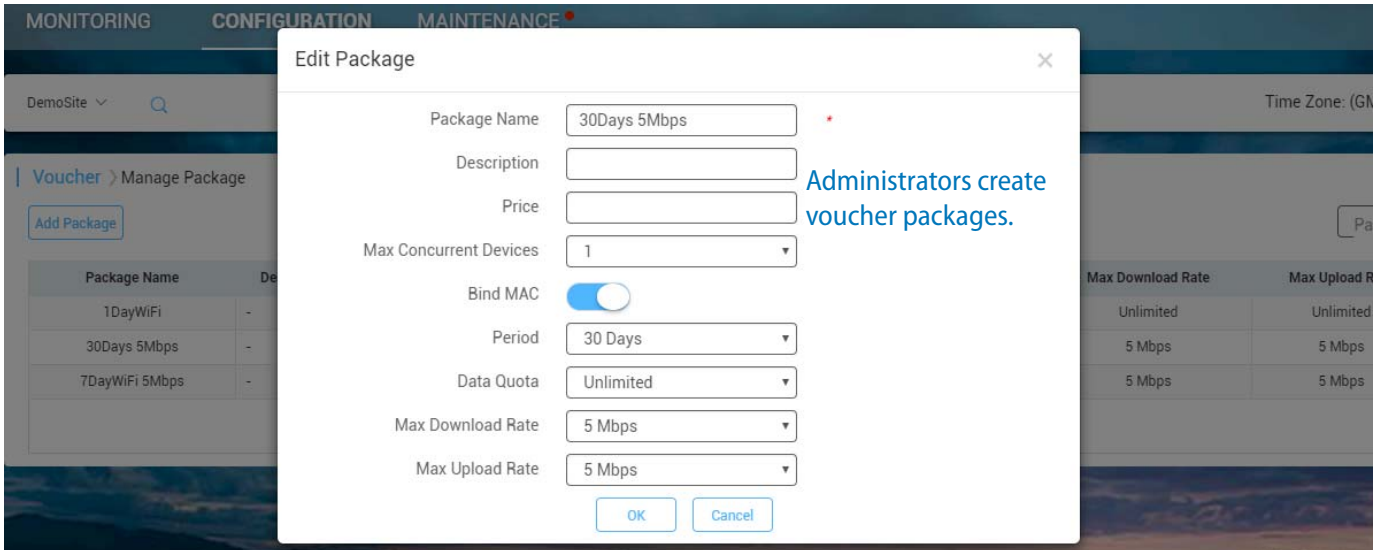 MONITORING CONFIGURATION MAINTENANCE
Edit Package
DemoSite
Time Zone: (GM
Package Name 30Days 5Mbps *
Description
Price
Administrators create
voucher packages.
Voucher Manage Package
Add Package
Pa
Max Concurrent Devices 1
Bind MAC
Period 30 Days
Data Quota Unlimited
Max Download Rate 5 Mbps
Max Upload Rate 5 Mbps
OK Cancel
Package Name De Max Download Rate Max Upload R
1DayWiFi - Unlimited Unlimited
30Days 5Mbps - 5 Mbps 5 Mbps
7DayWiFi 5Mbps - 5 Mbps 5 Mbps